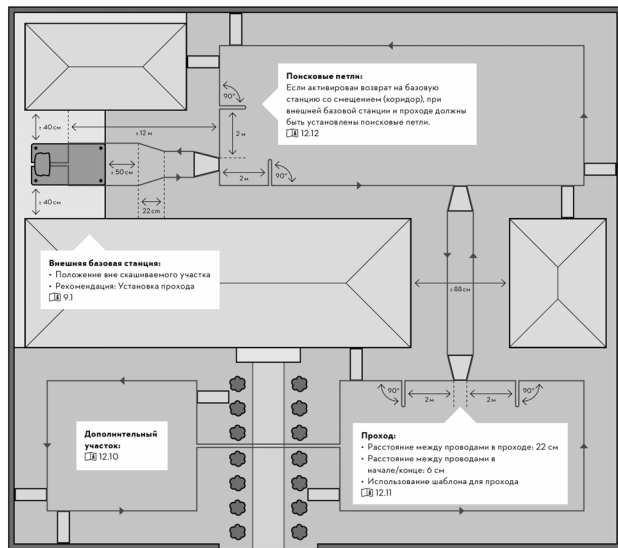 Поисковые петли:
Если активирован возврат на базовую
станцию со смещением (коридор), при
внешней базовой станции и проходе должны
быть установлены поисковые петли.
12.12
90°
≥ 40 см
≥ 12 м
2 м
≥ 50 см
2 м
90°
≥ 40 см
22 cm
Внешняя базовая станция:
• Положение вне скашиваемого участка
• Рекомендация: Установка прохода
9.1
≥ 88 см
90°
2 м
2 м
90°
Дополнительный
участок:
12.10
Проход:
• Расстояние между проводами в проходе: 22 см
• Расстояние между проводами в
начале/конце: 6 см
• Использование шаблона для прохода
12.11